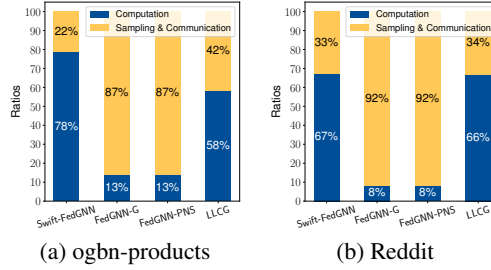 100
90
80
70
60
50
40
30
20
10
0
Ratios
Computation
Sampling & Communication
22%
78%
87%
13%
87%
13%
42%
58%
Swift-FedGNN
FedGNN-G
FedGNN-PNS
LLCG
(a) ogbn-products
100
90
80
70
60
50
40
30
20
10
0
Ratios
Computation
Sampling & Communication
33%
67%
92%
8%
92%
8%
34%
66%
Swift-FedGNN
FedGNN-G
FedGNN-PNS
LLCG
(b) Reddit